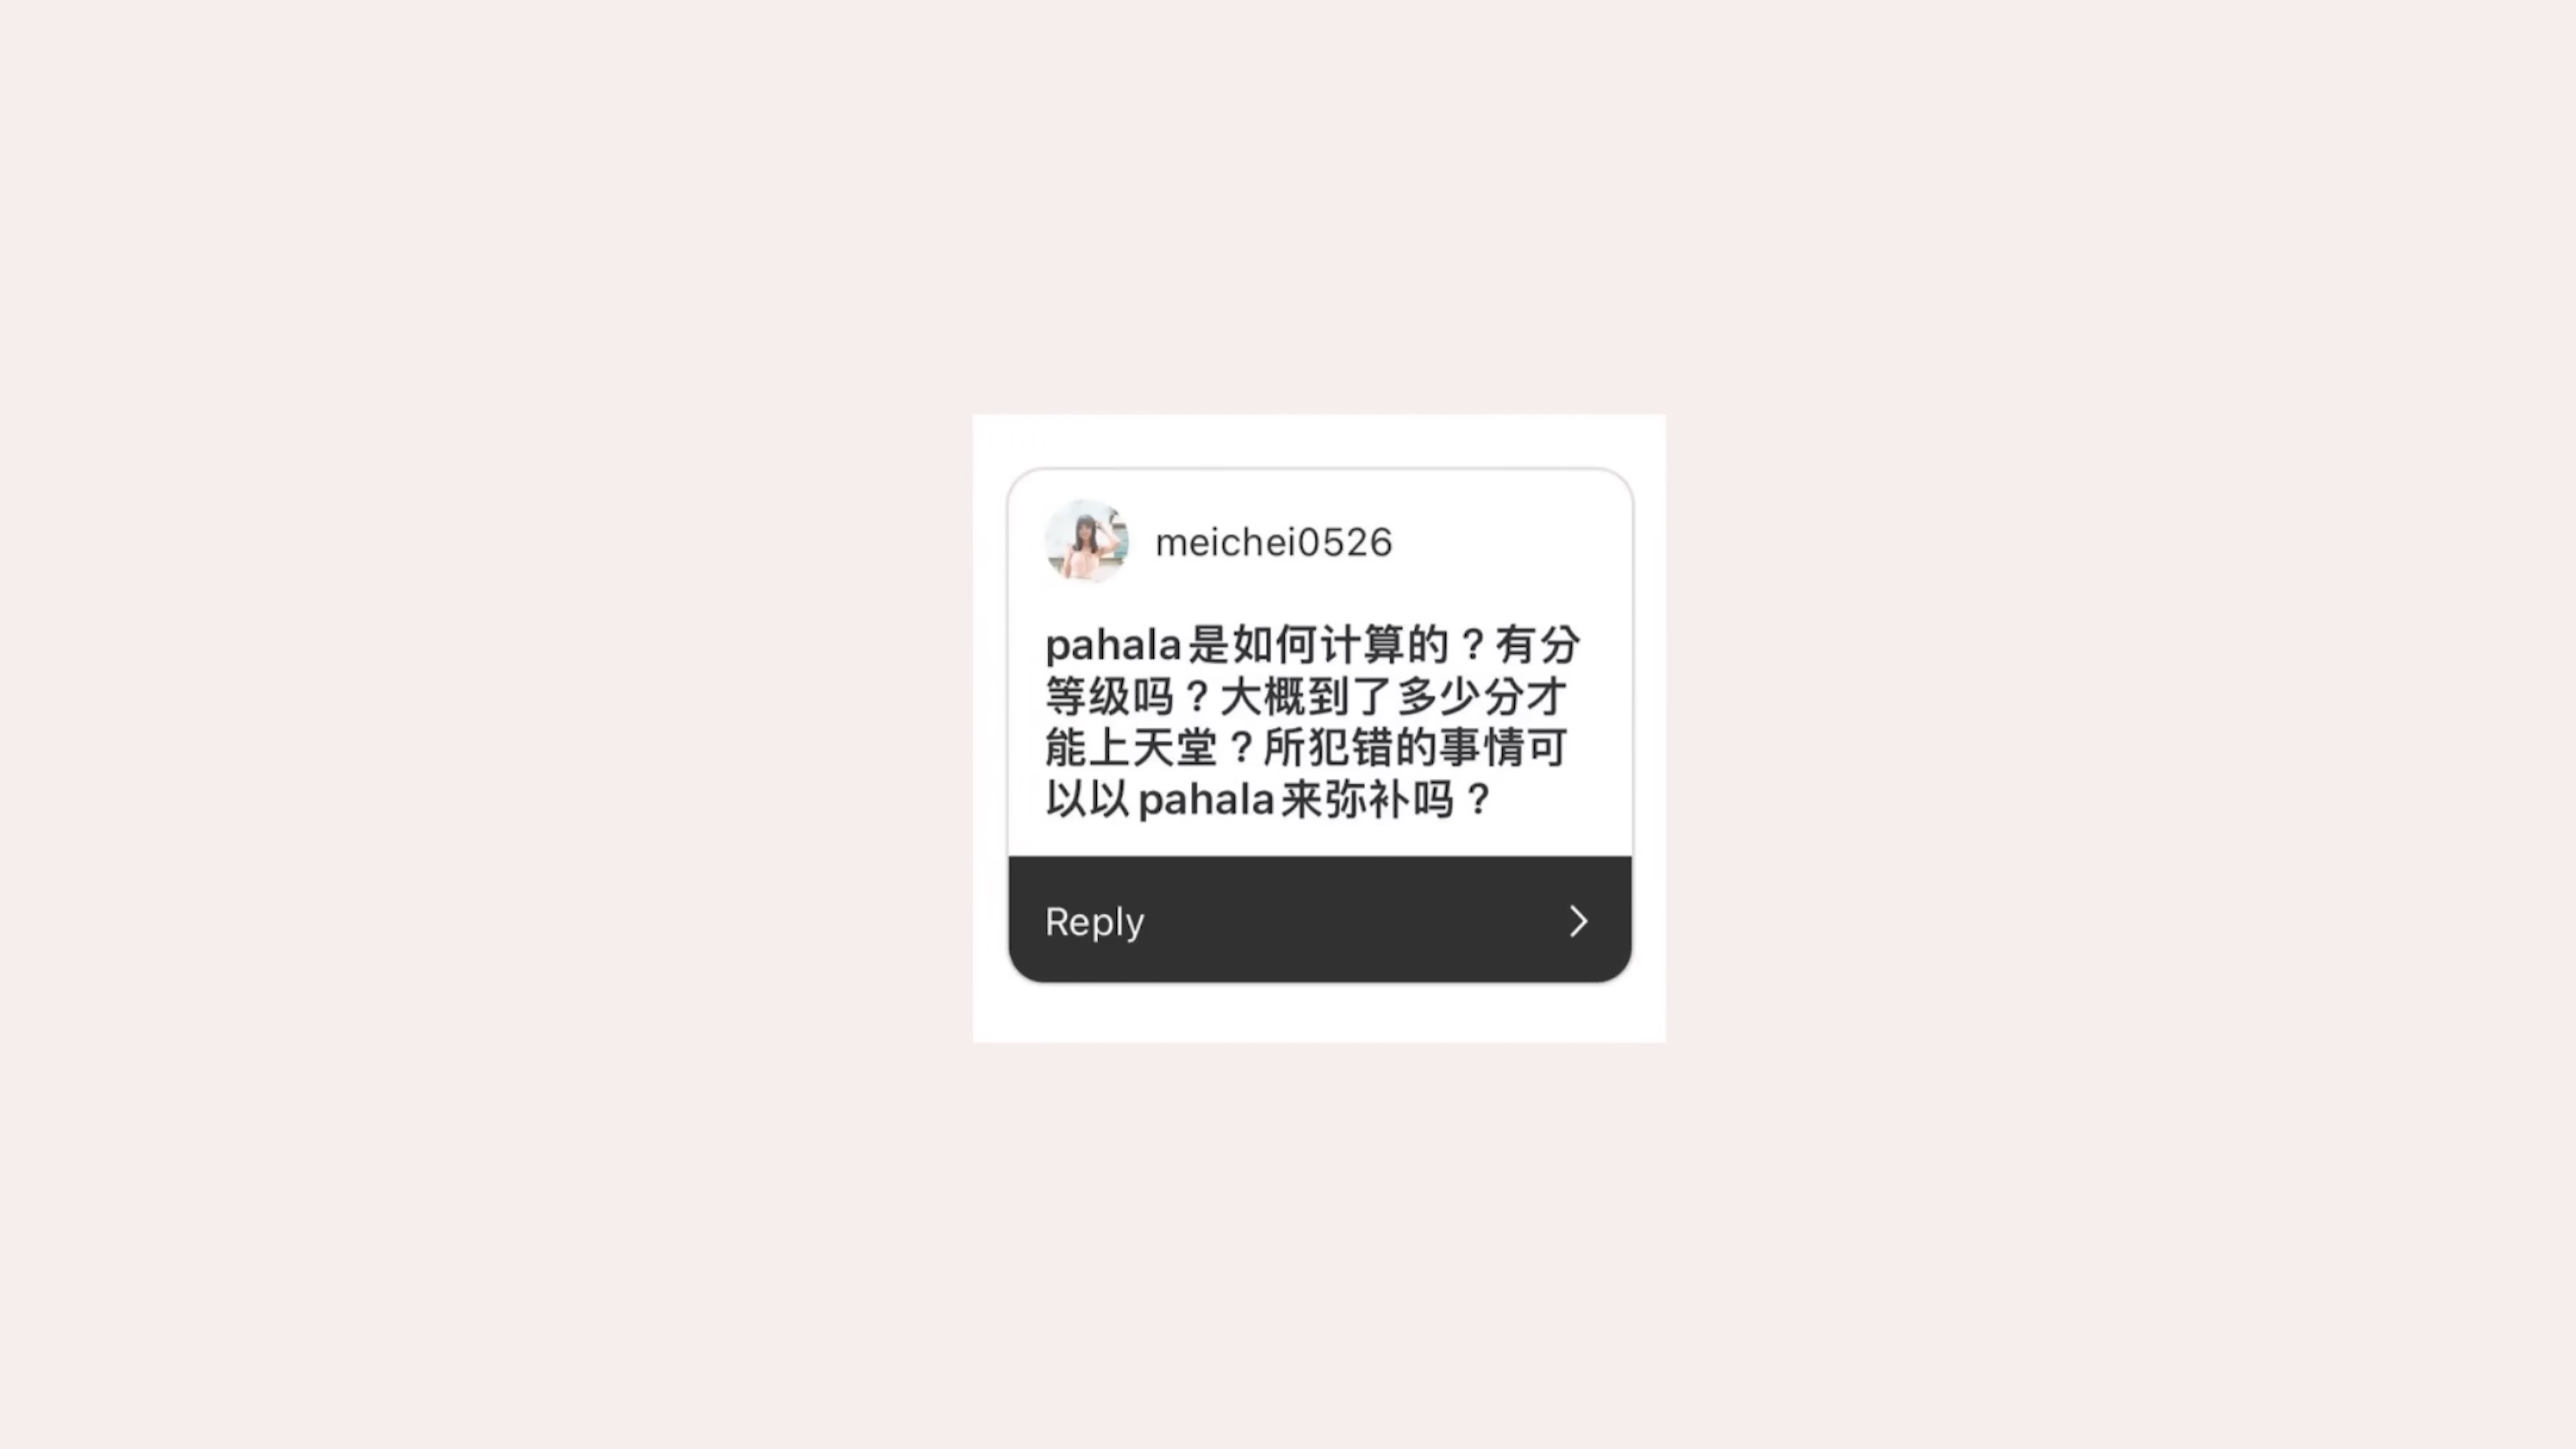 meichei0526
pahala是如何计算的？有分
等级吗？大概到了多少分才
能上天堂？所犯错的事情可
以以pahala来弥补吗？
Reply